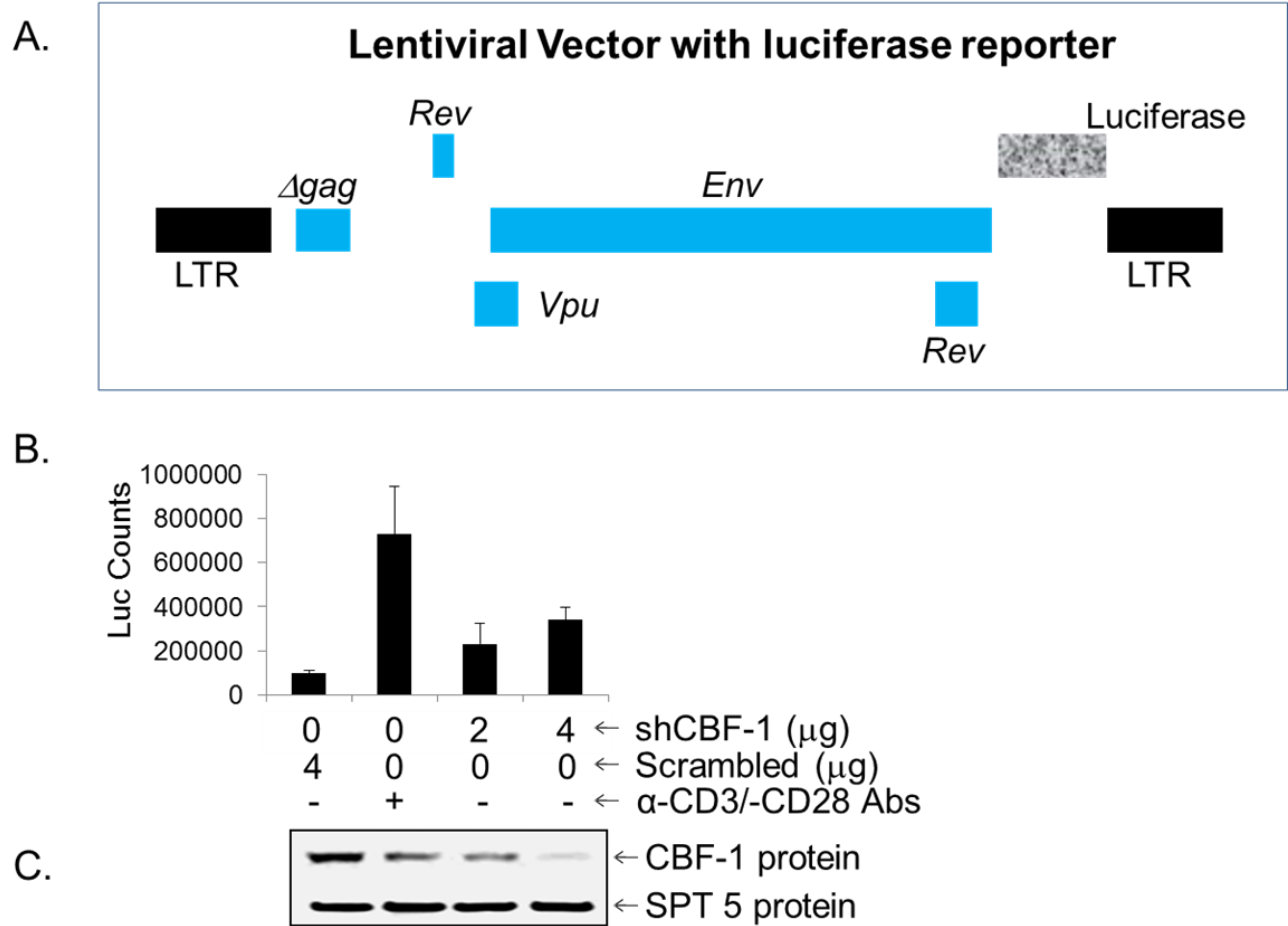 A.
Lentiviral Vector with luciferase reporter
Rev
Luciferase
Δgag
Env
LTR
LTR
Vpu
Rev
B.
Luc Counts
1000000
800000
600000
400000
200000
0
0 0 2 4 ← shCBF-1 (μg)
4 0 0 0 ← Scrambled (μg)
- + - - ← α-CD3/-CD28 Abs
C.
← CBF-1 protein
← SPT 5 protein